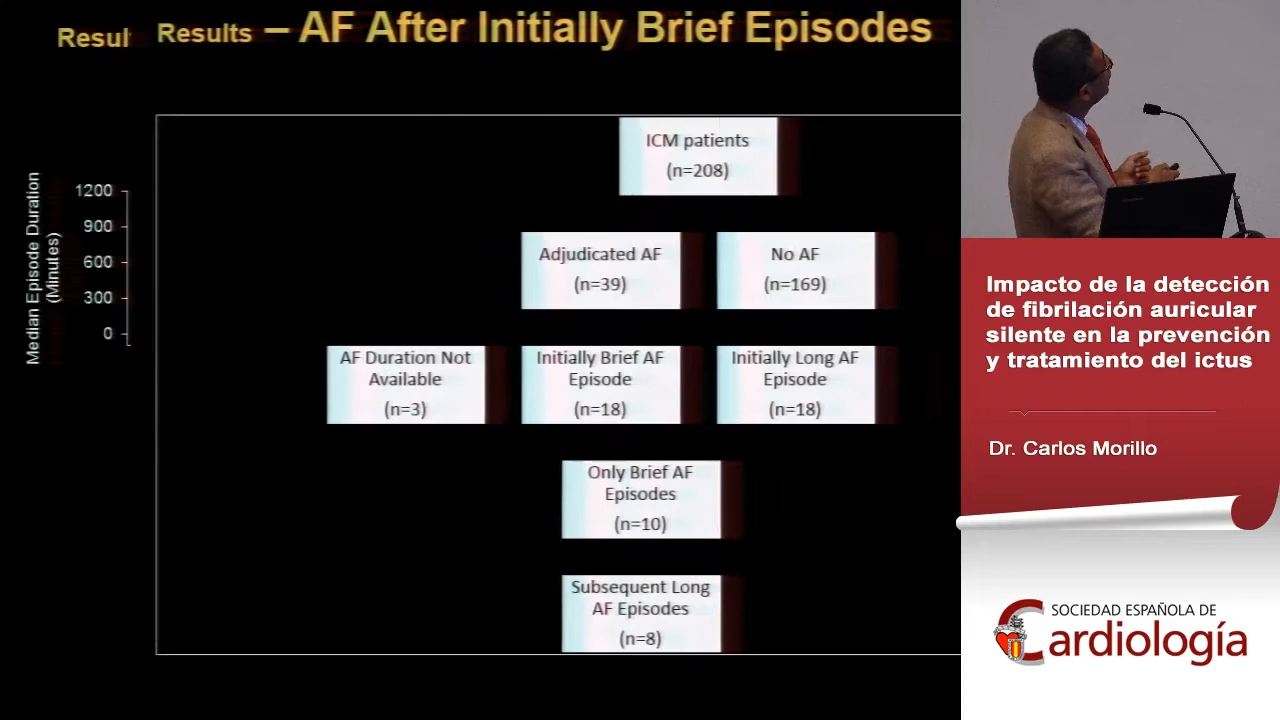 Resul
Results – AF After Initially Brief Episodes
Median Episode Duration
(Minutes)
1200
900
600
300
0
ICM patients
(n=208)
Adjudicated AF
(n=39)
No AF
(n=169)
AF Duration Not
Available
(n=3)
Initially Brief AF
Episode
(n=18)
Initially Long AF
Episode
(n=18)
Only Brief AF
Episodes
(n=10)
Subsequent Long
AF Episodes
(n=8)
Impacto de la detección
de fibrilación auricular
silente en la prevención
y tratamiento del ictus
Dr. Carlos Morillo
SOCIEDAD ESPAÑOLA DE
Cardiología